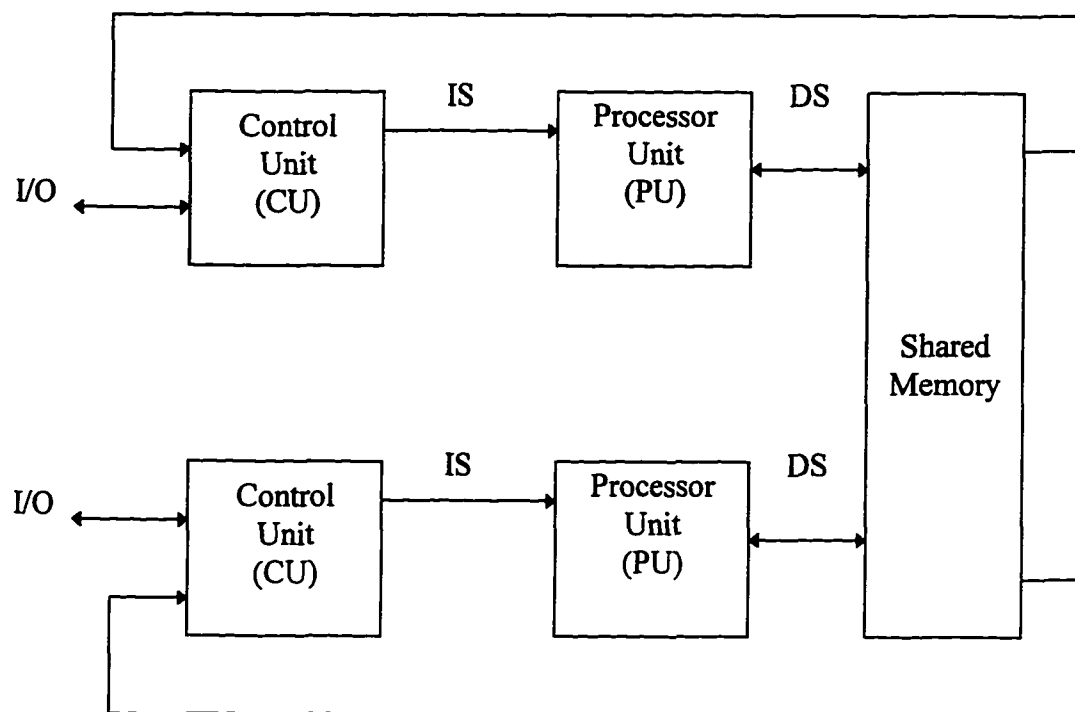 IS
DS
Control
Unit
(CU)
Processor
Unit
(PU)
I/O
Shared
Memory
IS
DS
I/O
Control
Unit
(CU)
Processor
Unit
(PU)